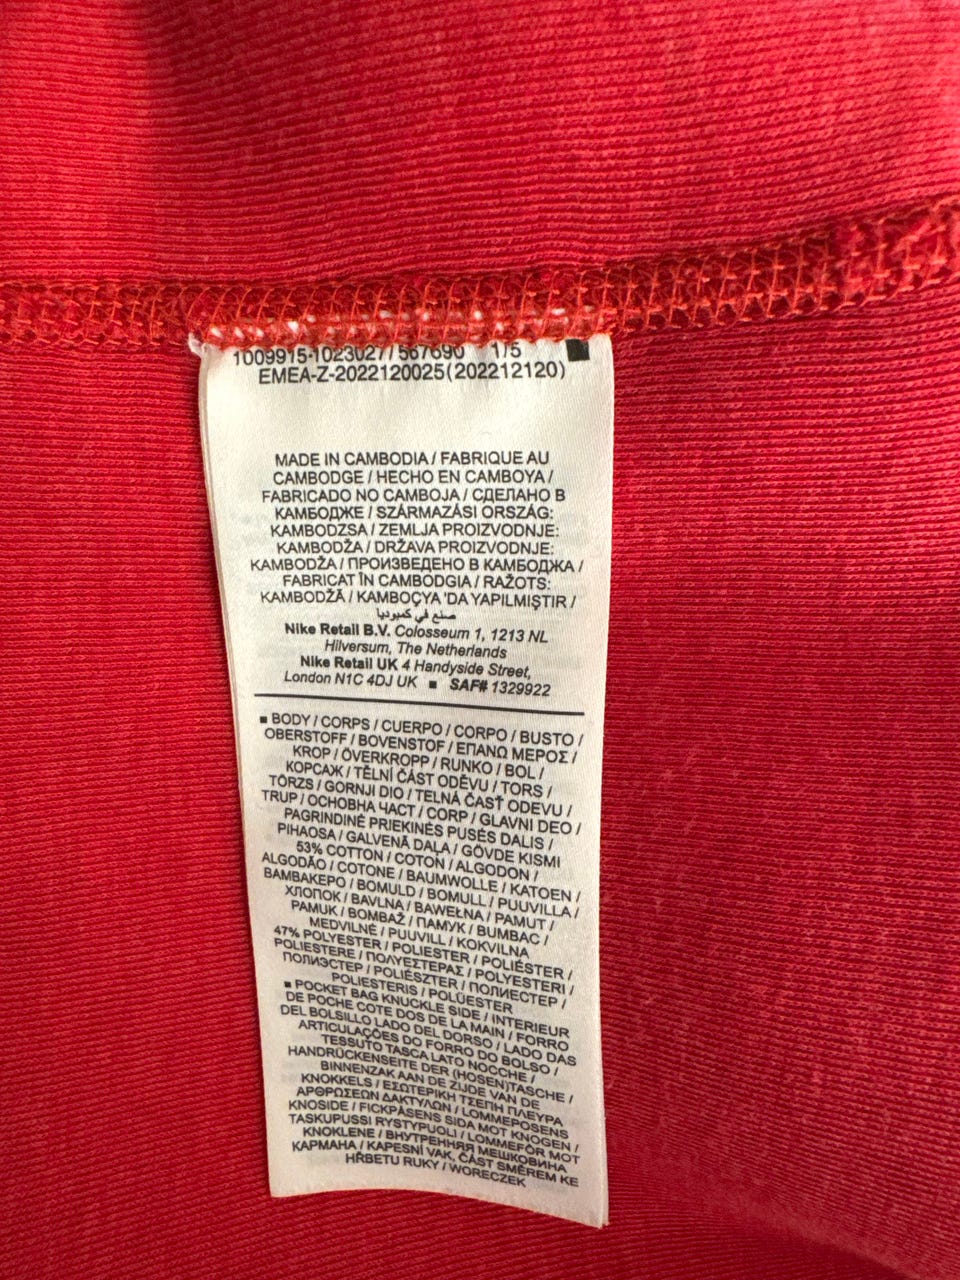 1009915-1023027 / 567690 1/5
EMEA-Z-2022120025(202212120)
MADE IN CAMBODIA / FABRIQUE AU
CAMBODGE / HECHO EN CAMBOYA /
FABRICADO NO CAMBOJA / СДЕЛАНО В
КАМБОДЖЕ / SZÁRMAZÁSI ORSZÁG:
KAMBODZSA / ZEMLJA PROIZVODNJE:
KAMBODŽA / DRŽAVA PROIZVODNJE:
KAMBODŽA / ПРОИЗВЕДЕНО В КАМБОДЖА /
FABRICAT ÎN CAMBODGIA / RAŽOTS:
KAMBODŽĀ / KAMBOÇYA 'DA YAPILMIŞTIR /
صنع في كمبوديا
Nike Retail B.V. Colosseum 1, 1213 NL
Hilversum, The Netherlands
Nike Retail UK 4 Handyside Street,
London N1C 4DJ UK ■ SAF# 1329922
■ BODY / CORPS / CUERPO / CORPO / BUSTO /
OBERSTOFF / BOVENSTOF / ΕΠΑΝΩ ΜΕΡΟΣ /
KROP / ÖVERKROPP / RUNKO / BOL /
КОРСАЖ / TĚLNÍ ČÁST ODĚVU / TORS /
TÖRZS / GORNJI DIO / TELNÁ ČASŤ ODEVU /
TRUP / ОСНОВНА ЧАСТ / CORP / GLAVNI DEO /
PAGRINDINĖ PRIEKINĖS PUSĖS DALIS /
PIHAOSA / GALVENĀ DAĻA / GÖVDE KISMI
53% COTTON / COTON / ALGODÓN /
ALGODÃO / COTONE / BAUMWOLLE / KATOEN /
ΒΑΜΒΑΚΕΡΟ / BOMULD / BOMULL / PUUVILLA /
ХЛОПОК / BAVLNA / BAWEŁNA / PAMUT /
PAMUK / BOMBAŽ / ПАМУК / BUMBAC /
MEDVILNĖ / PUUVILL / KOKVILNA
47% POLYESTER / POLIESTER / POLIÉSTER /
POLIESTERE / ΠΟΛΥΕΣΤΕΡΑΣ / POLYESTERI /
ПОЛИЭСТЕР / POLIÉSZTER / ПОЛИЕСТЕР /
POLIESTERIS / POLÜESTER
■ POCKET BAG KNUCKLE SIDE / INTERIEUR
DE POCHE COTE DOS DE LA MAIN / FORRO
DEL BOLSILLO LADO DEL DORSO / LADO DAS
ARTICULAÇÕES DO FORRO DO BOLSO /
TESSUTO TASCA LATO NOCCHE /
HANDRÜCKENSEITE DER (HOSEN)TASCHE /
BINNENZAK AAN DE ZIJDE VAN DE
KNOKKELS / ΕΣΩΤΕΡΙΚΗ ΤΣΕΠΗ ΠΛΕΥΡΑ
ΑΡΘΡΩΣΕΩΝ ΔΑΚΤΥΛΩΝ / LOMMEPOSENS
KNOSIDE / FICKPÅSENS SIDA MOT KNOGEN /
TASKUPUSSI RYSTYPUOLI / LOMMEFÔR MOT
KNOKLENE / ВНУТРЕННЯЯ МЕШКОВИНА
КАРМАНА / KAPESNÍ VAK, ČÁST SMĚREM KE
HŘBETU RUKY / WORECZEK